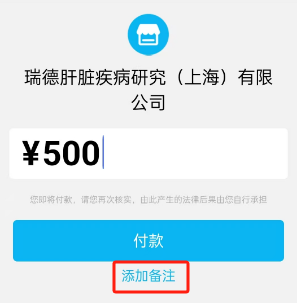 瑞德肝脏疾病研究（上海）有限
公司
¥500
您即将付款，请您再次核实，由此产生的法律后果由您自行承担
付款
添加备注